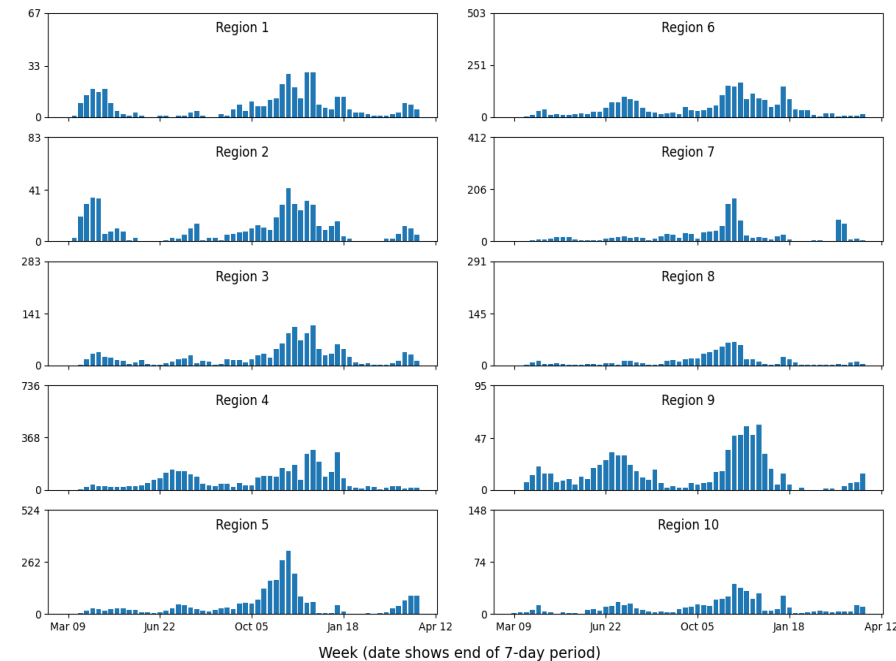 67
33
0
Region 1
503
251
0
Region 6
83
41
0
Region 2
412
206
0
Region 7
283
141
0
Region 3
291
145
0
Region 8
736
368
0
Region 4
95
47
0
Region 9
524
262
0
Region 5
148
74
0
Region 10
Mar 09 Jun 22 Oct 05 Jan 18 Apr 12
Mar 09 Jun 22 Oct 05 Jan 18 Apr 12
Week (date shows end of 7-day period)